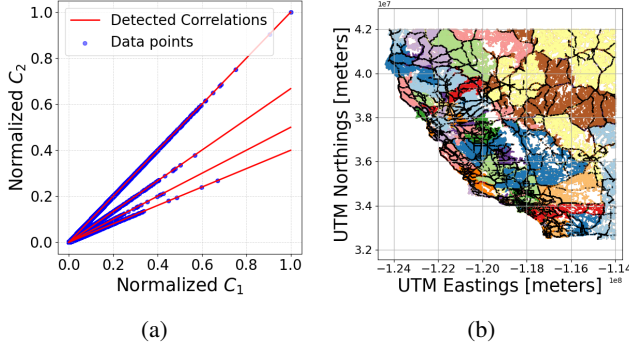 Detected Correlations
Data points
Normalized C₂
1.0
0.8
0.6
0.4
0.2
0.0
0.0 0.2 0.4 0.6 0.8 1.0
Normalized C₁
(a)
1e7
UTM Northings [meters]
4.2
4.0
3.8
3.6
3.4
3.2
−1.24 −1.22 −1.20 −1.18 −1.16 −1.14
1e8
UTM Eastings [meters]
(b)